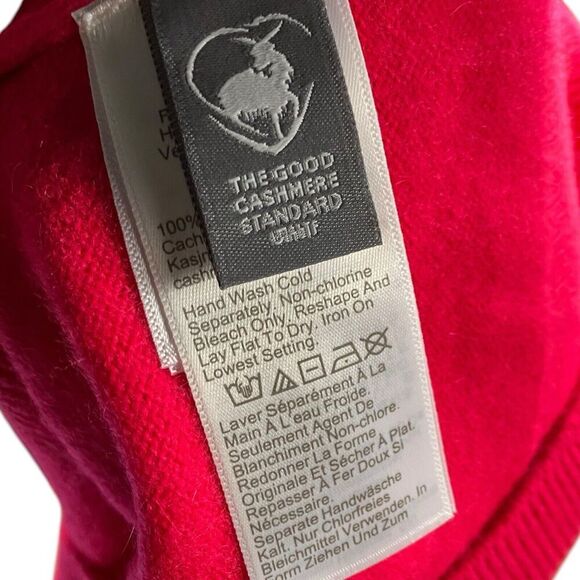 THE GOOD
CASHMERE
STANDARD
100%
Hand Wash Cold
Separately, Non-chlorine
Bleach Only, Reshape And
Lay Flat To Dry. Iron On
Lowest Setting.
Laver Séparément À La
Main À L'eau Froide.
Seulement Agent De
Blanchiment Non-chlore.
Redonner La Forme
Originale Et Sécher À Plat.
Repasser À Fer Doux SI
Nécessaire.
Separate Handwäsche
Kalt. Nur Chlorfreies
Bleichmittel Verwenden. In
Form Ziehen Und Zum